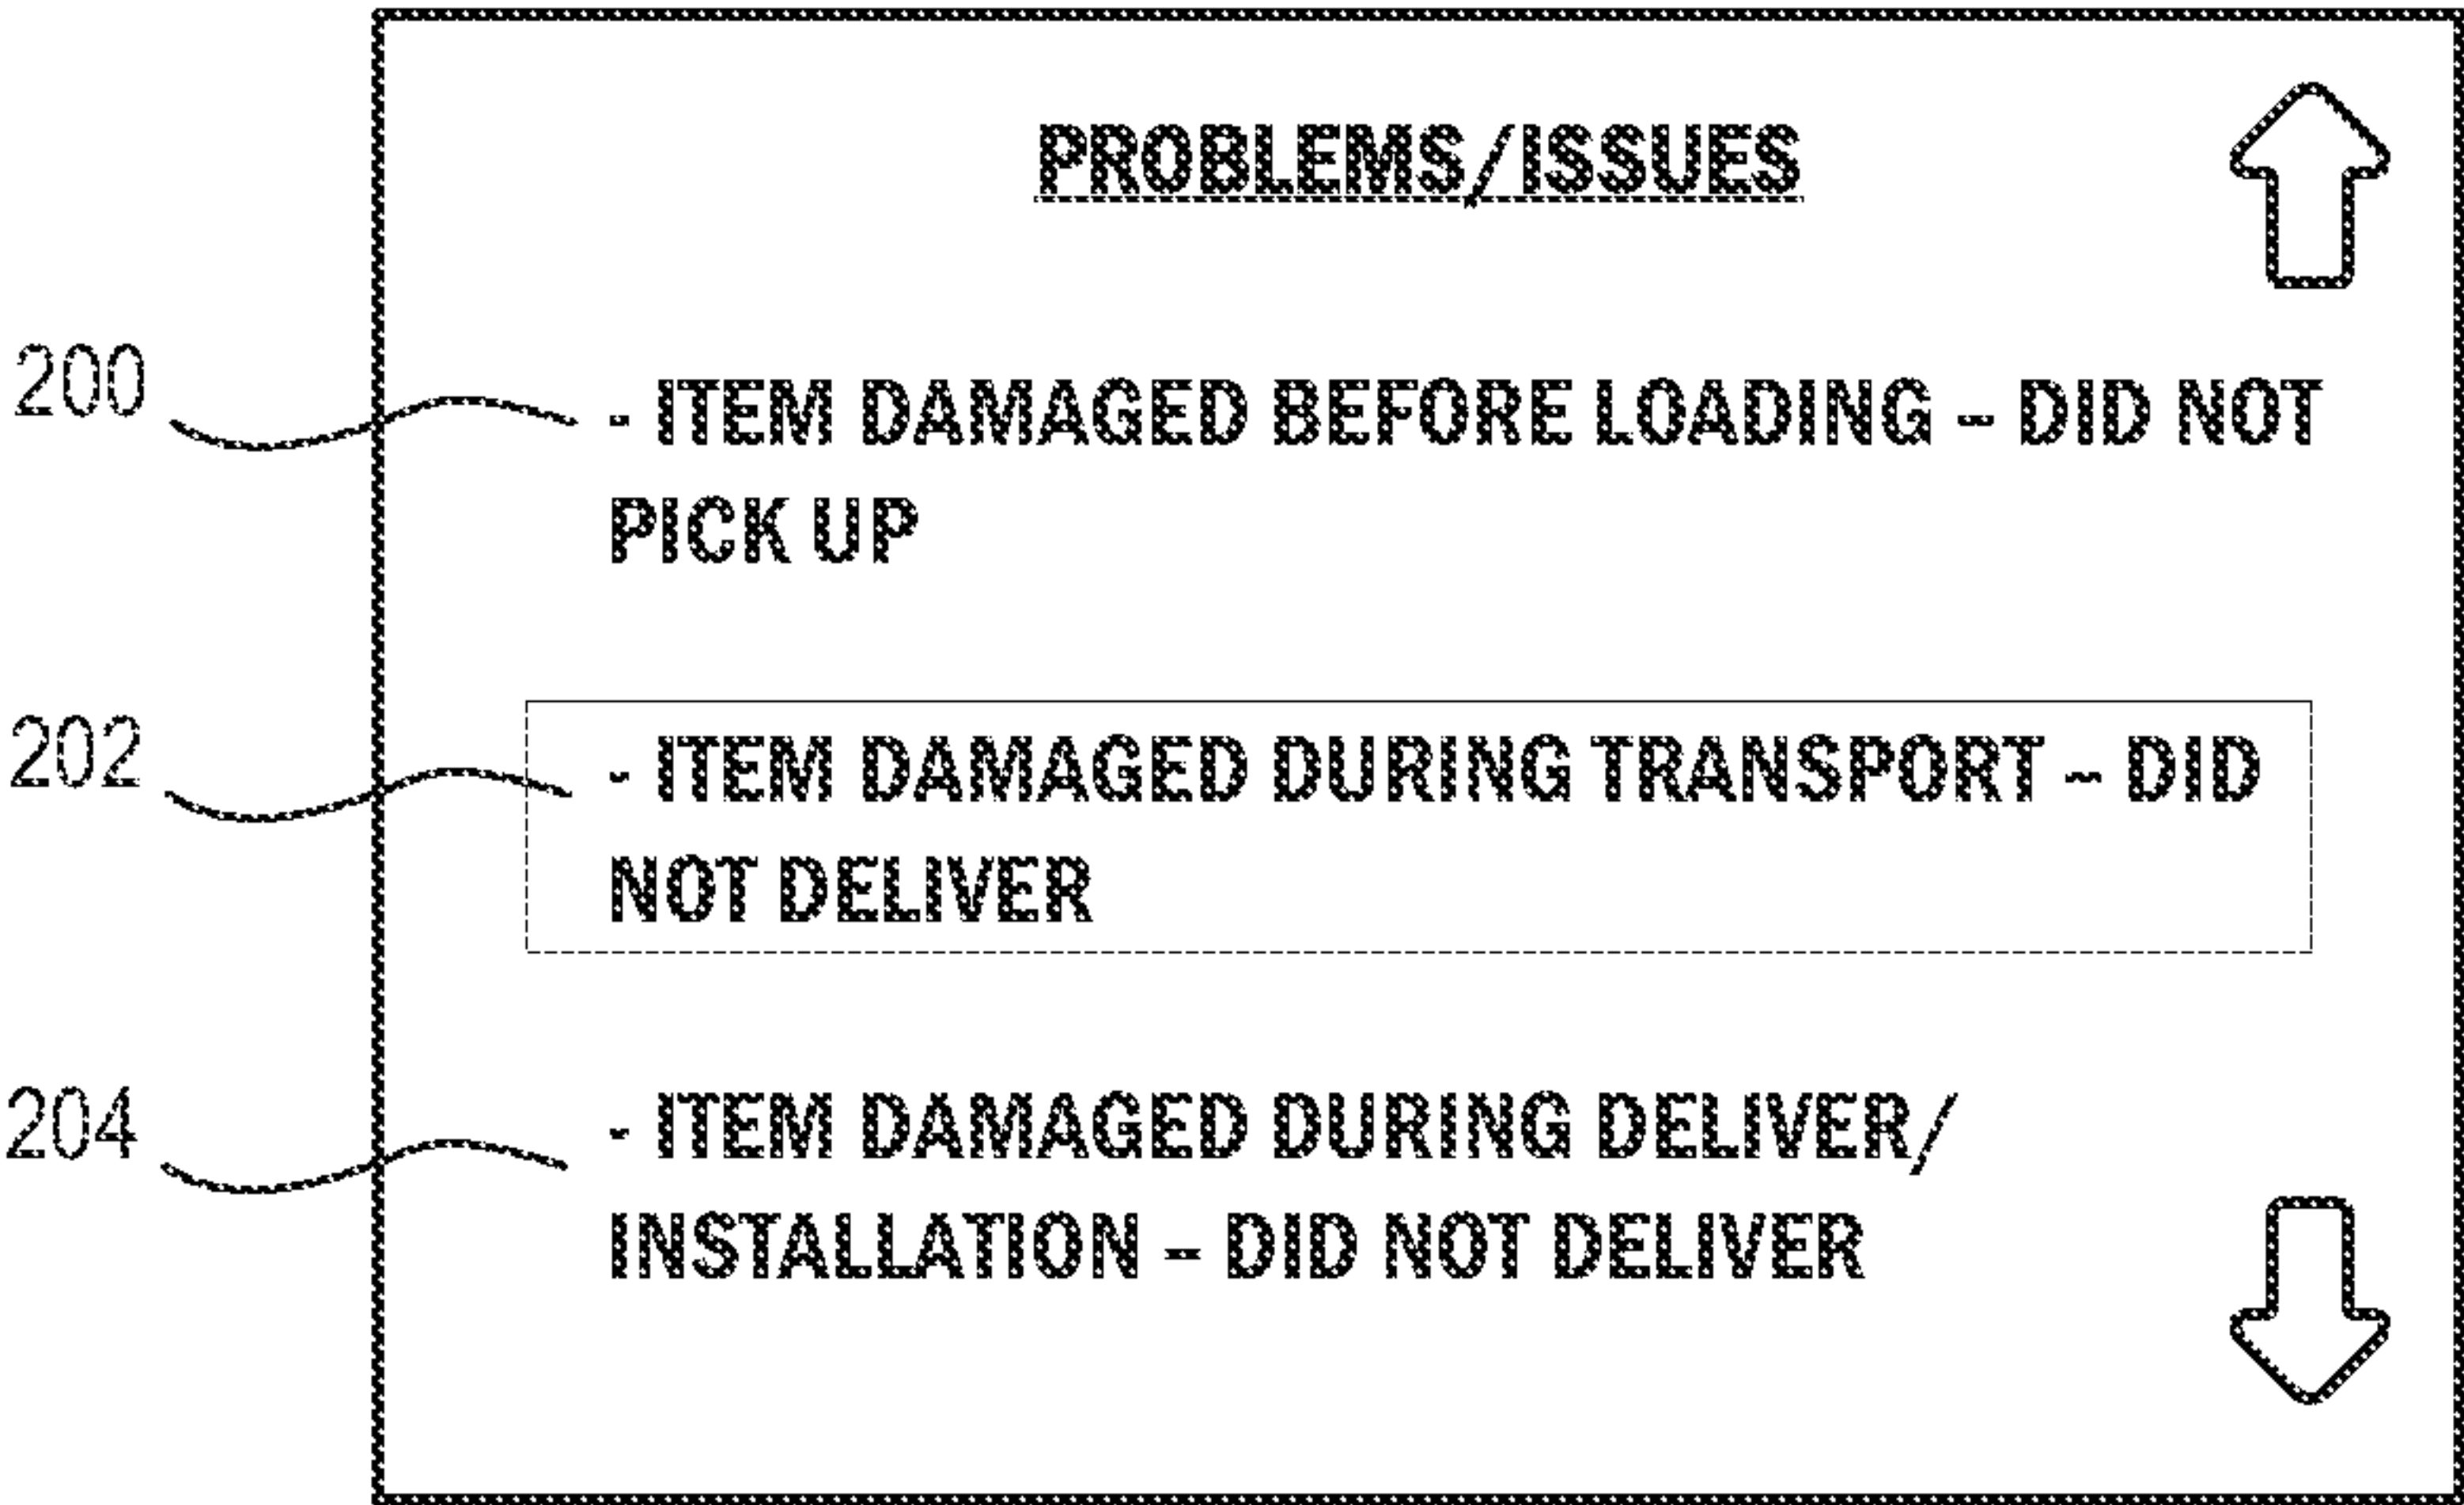 PROBLEMS/ISSUES
200
- ITEM DAMAGED BEFORE LOADING – DID NOT
PICK UP
202
- ITEM DAMAGED DURING TRANSPORT – DID
NOT DELIVER
204
- ITEM DAMAGED DURING DELIVER/
INSTALLATION – DID NOT DELIVER